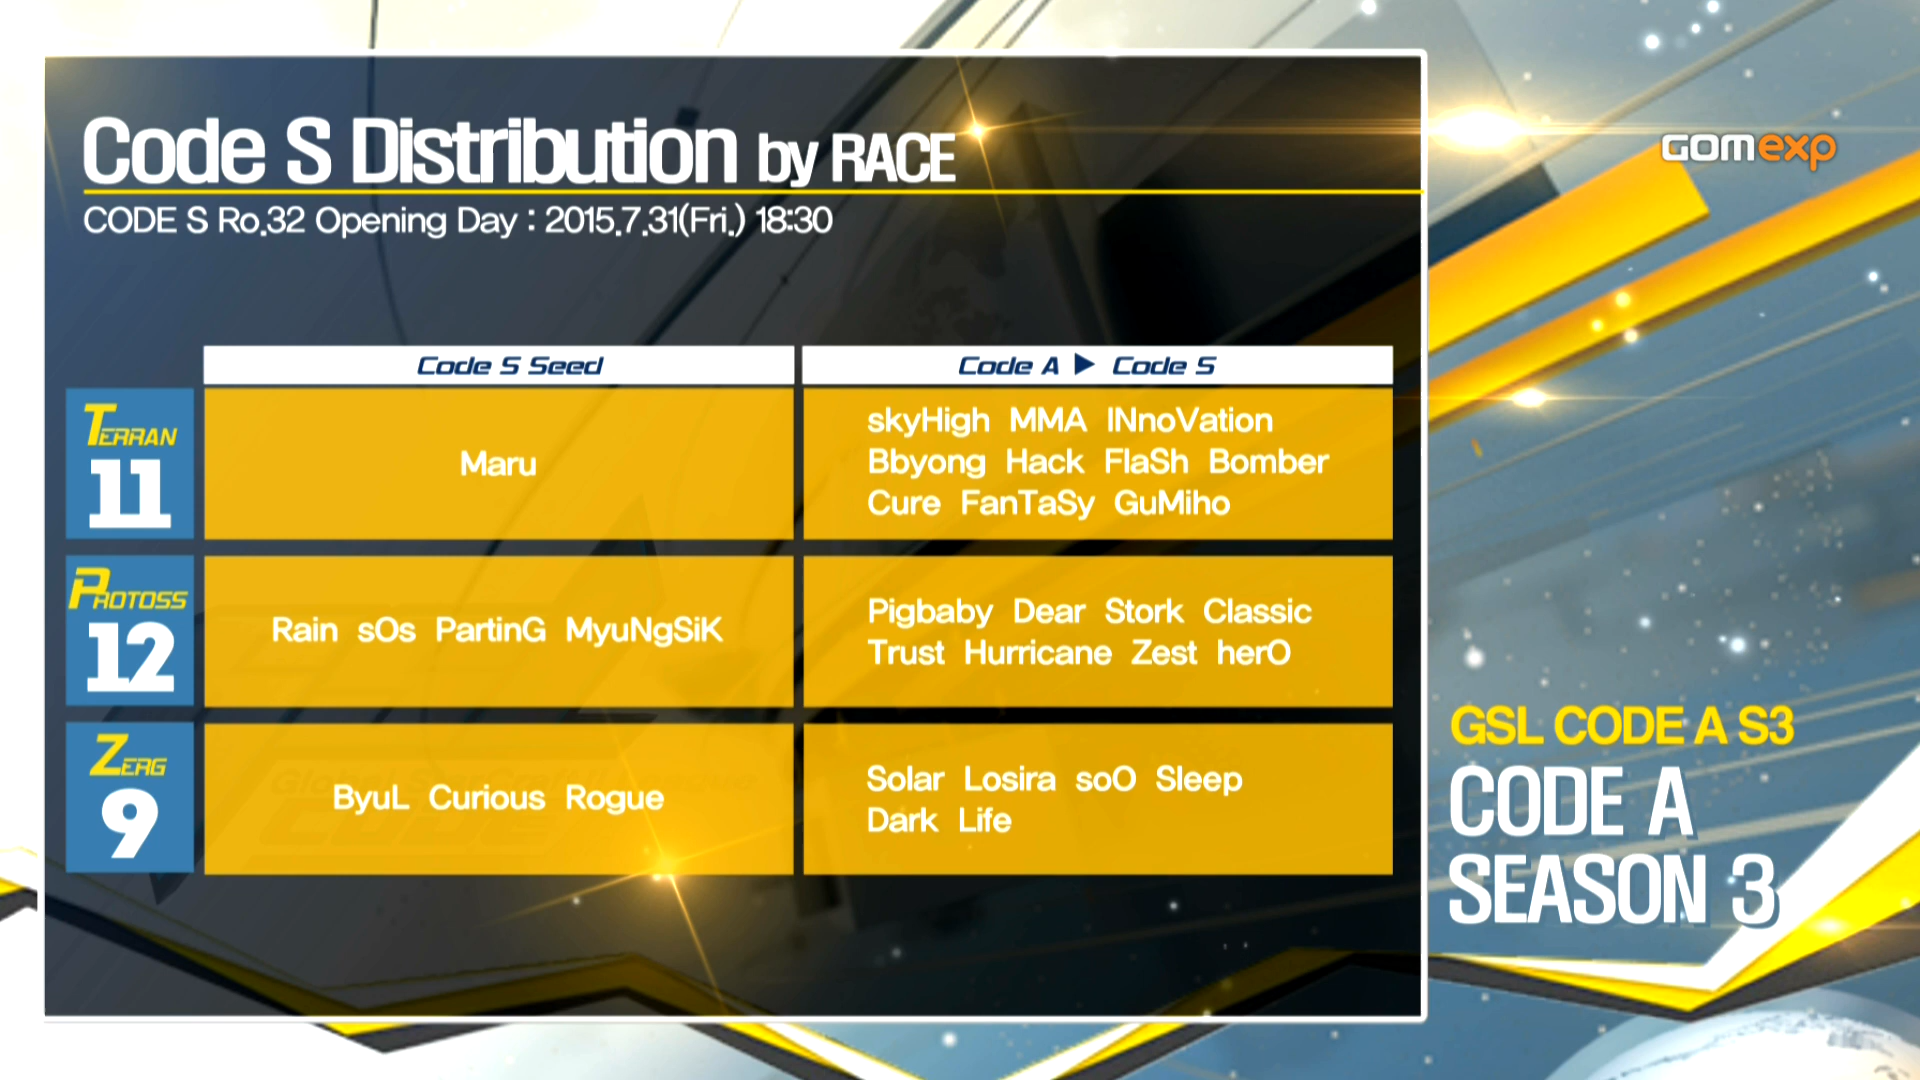 Code S Distribution by RACE
CODE S Ro.32 Opening Day : 2015.7.31(Fri.) 18:30
GOMexp
Code S Seed
Code A ▶ Code S
TERRAN
11
Maru
skyHigh MMA INnoVation
Bbyong Hack FlaSh Bomber
Cure FanTaSy GuMiho
PROTOSS
12
Rain sOs PartinG MyuNgSiK
Pigbaby Dear Stork Classic
Trust Hurricane Zest herO
ZERG
9
ByuL Curious Rogue
Solar Losira soO Sleep
Dark Life
GSL CODE A S3
CODE A
SEASON 3